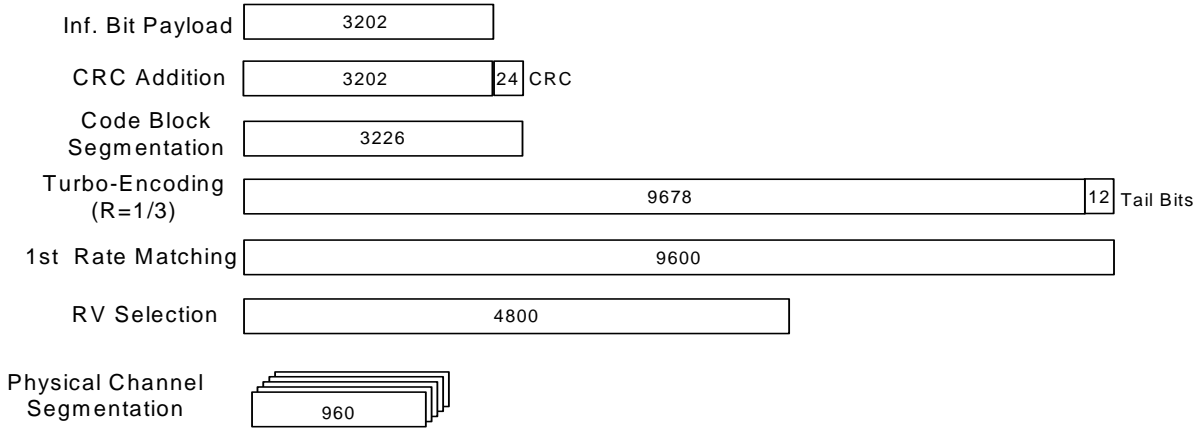 Inf. Bit Payload 3202
CRC Addition 3202 24 CRC
Code Block
Segmentation 3226
Turbo-Encoding
(R=1/3) 9678 12 Tail Bits
1st Rate Matching 9600
RV Selection 4800
Physical Channel
Segmentation 960